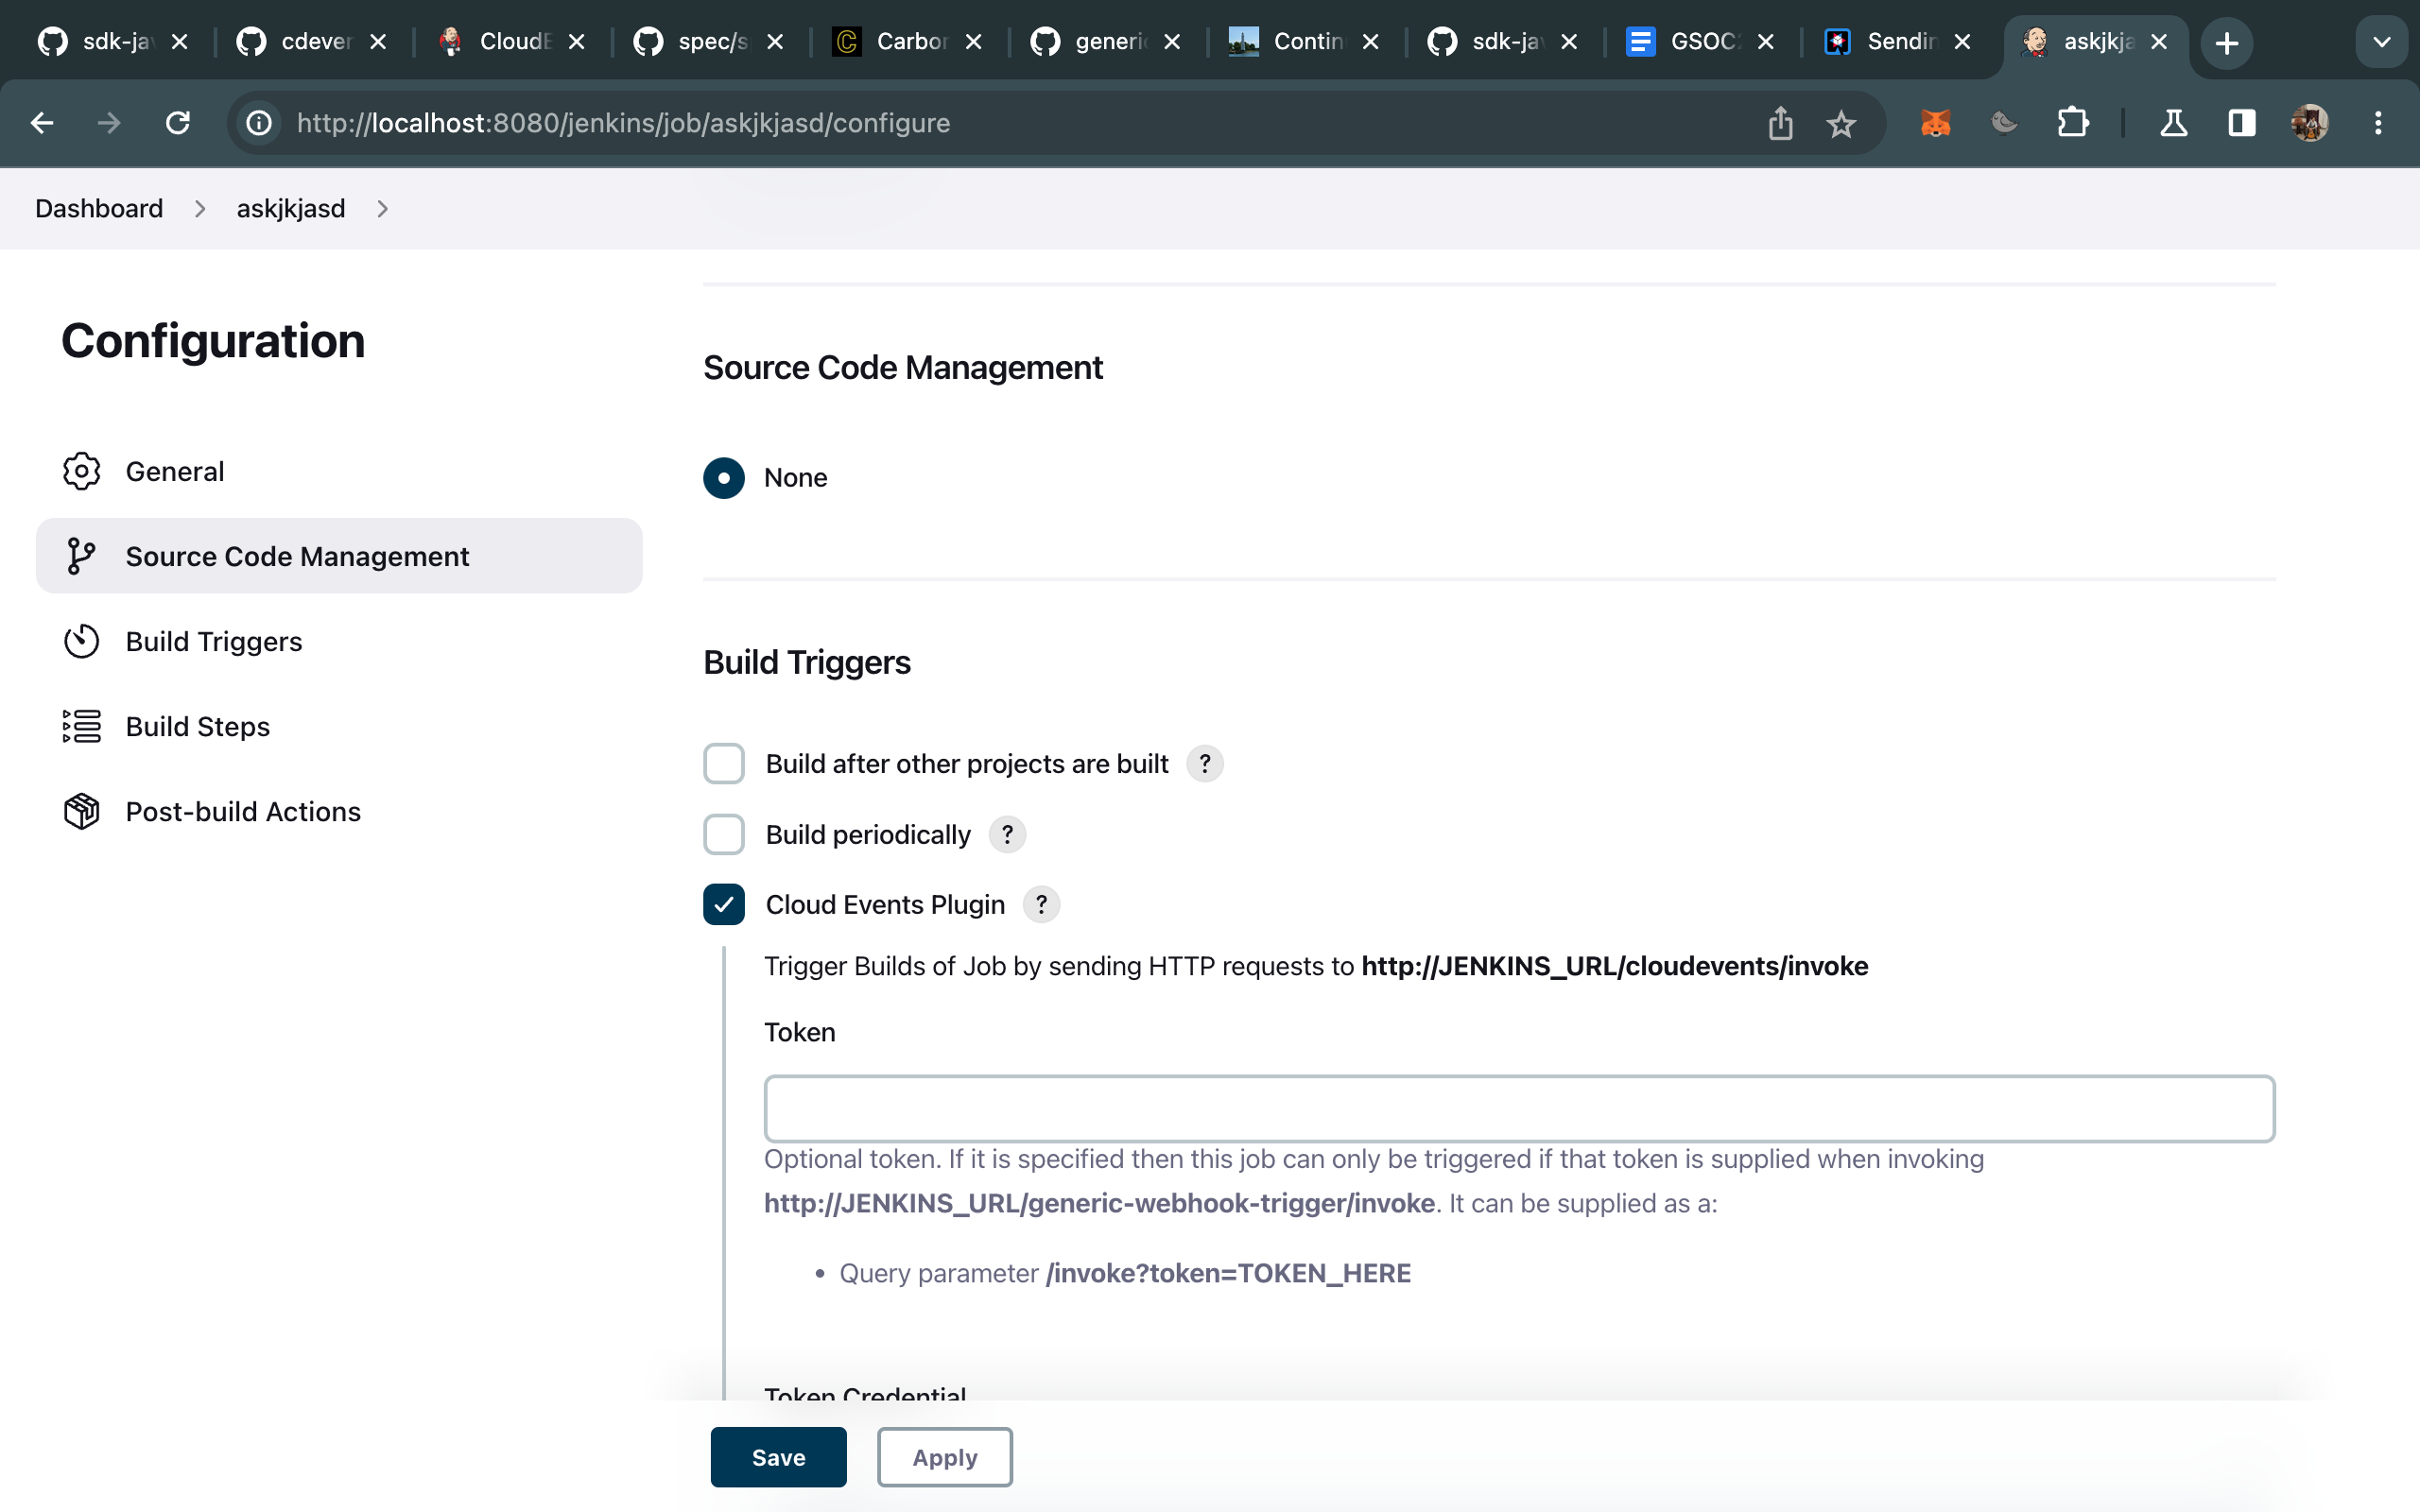 sdk-ja
cdever
CloudE
spec/s
Carbon
generic
Contin
sdk-ja
GSOC
Sendin
askjkja
http://localhost:8080/jenkins/job/askjkjasd/configure
Dashboard
askjkjasd
Configuration
General
Source Code Management
Build Triggers
Build Steps
Post-build Actions
Source Code Management
None
Build Triggers
Build after other projects are built ?
Build periodically ?
Cloud Events Plugin ?
Trigger Builds of Job by sending HTTP requests to http://JENKINS_URL/cloudevents/invoke
Token
Optional token. If it is specified then this job can only be triggered if that token is supplied when invoking
http://JENKINS_URL/generic-webhook-trigger/invoke. It can be supplied as a:
• Query parameter /invoke?token=TOKEN_HERE
Token Credential
Save
Apply